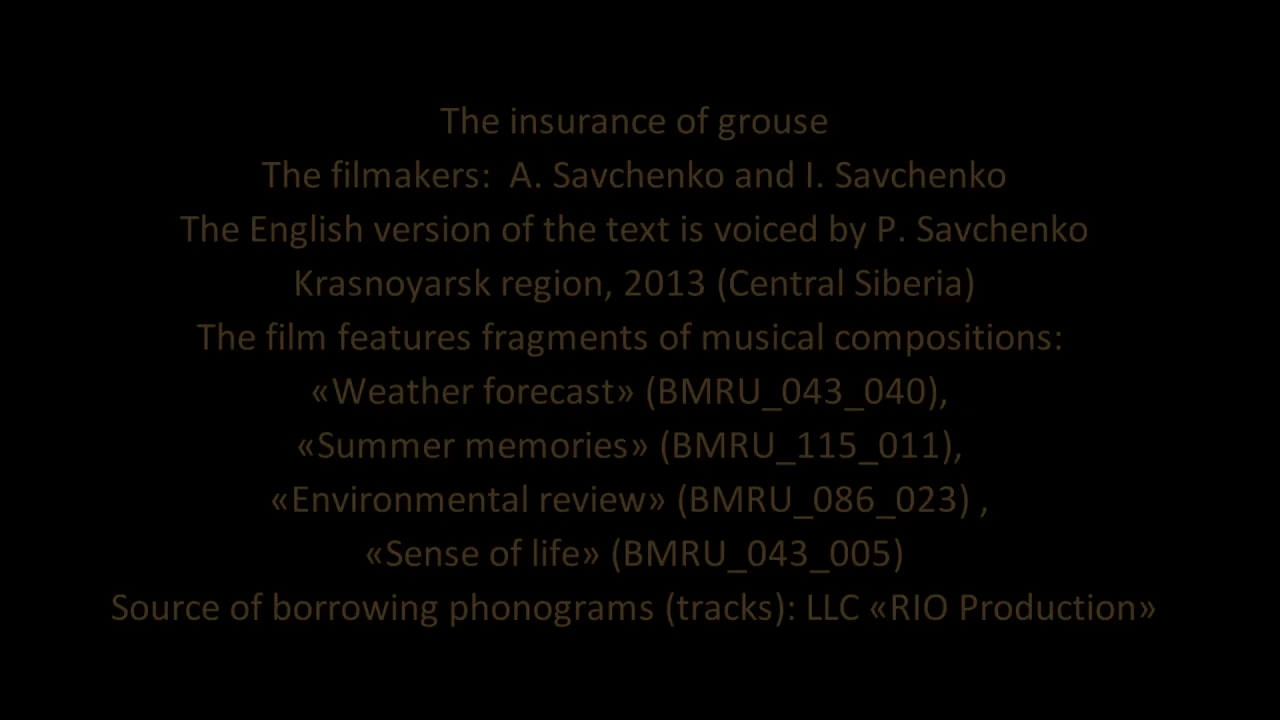 The insurance of grouse
The filmakers:  A. Savchenko and I. Savchenko
The English version of the text is voiced by P. Savchenko
Krasnoyarsk region, 2013 (Central Siberia)
The film features fragments of musical compositions:
«Weather forecast» (BMRU_043_040),
«Summer memories» (BMRU_115_011),
«Environmental review» (BMRU_086_023) ,
«Sense of life» (BMRU_043_005)
Source of borrowing phonograms (tracks): LLC «RIO Production»